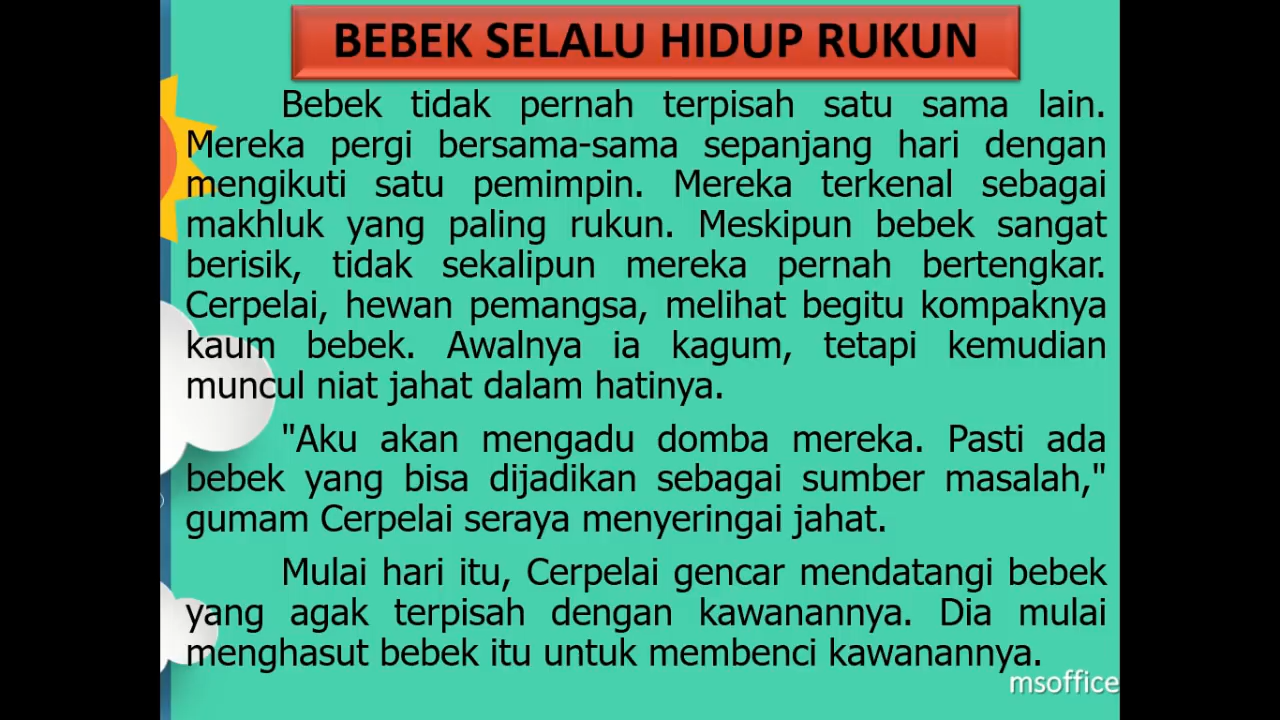 BEBEK SELALU HIDUP RUKUN
Bebek tidak pernah terpisah satu sama lain.
Mereka pergi bersama-sama sepanjang hari dengan
mengikuti satu pemimpin. Mereka terkenal sebagai
makhluk yang paling rukun. Meskipun bebek sangat
berisik, tidak sekalipun mereka pernah bertengkar.
Cerpelai, hewan pemangsa, melihat begitu kompaknya
kaum bebek. Awalnya ia kagum, tetapi kemudian
muncul niat jahat dalam hatinya.
"Aku akan mengadu domba mereka. Pasti ada
bebek yang bisa dijadikan sebagai sumber masalah,"
gumam Cerpelai seraya menyeringai jahat.
Mulai hari itu, Cerpelai gencar mendatangi bebek
yang agak terpisah dengan kawanannya. Dia mulai
menghasut bebek itu untuk membenci kawanannya.
msoffice